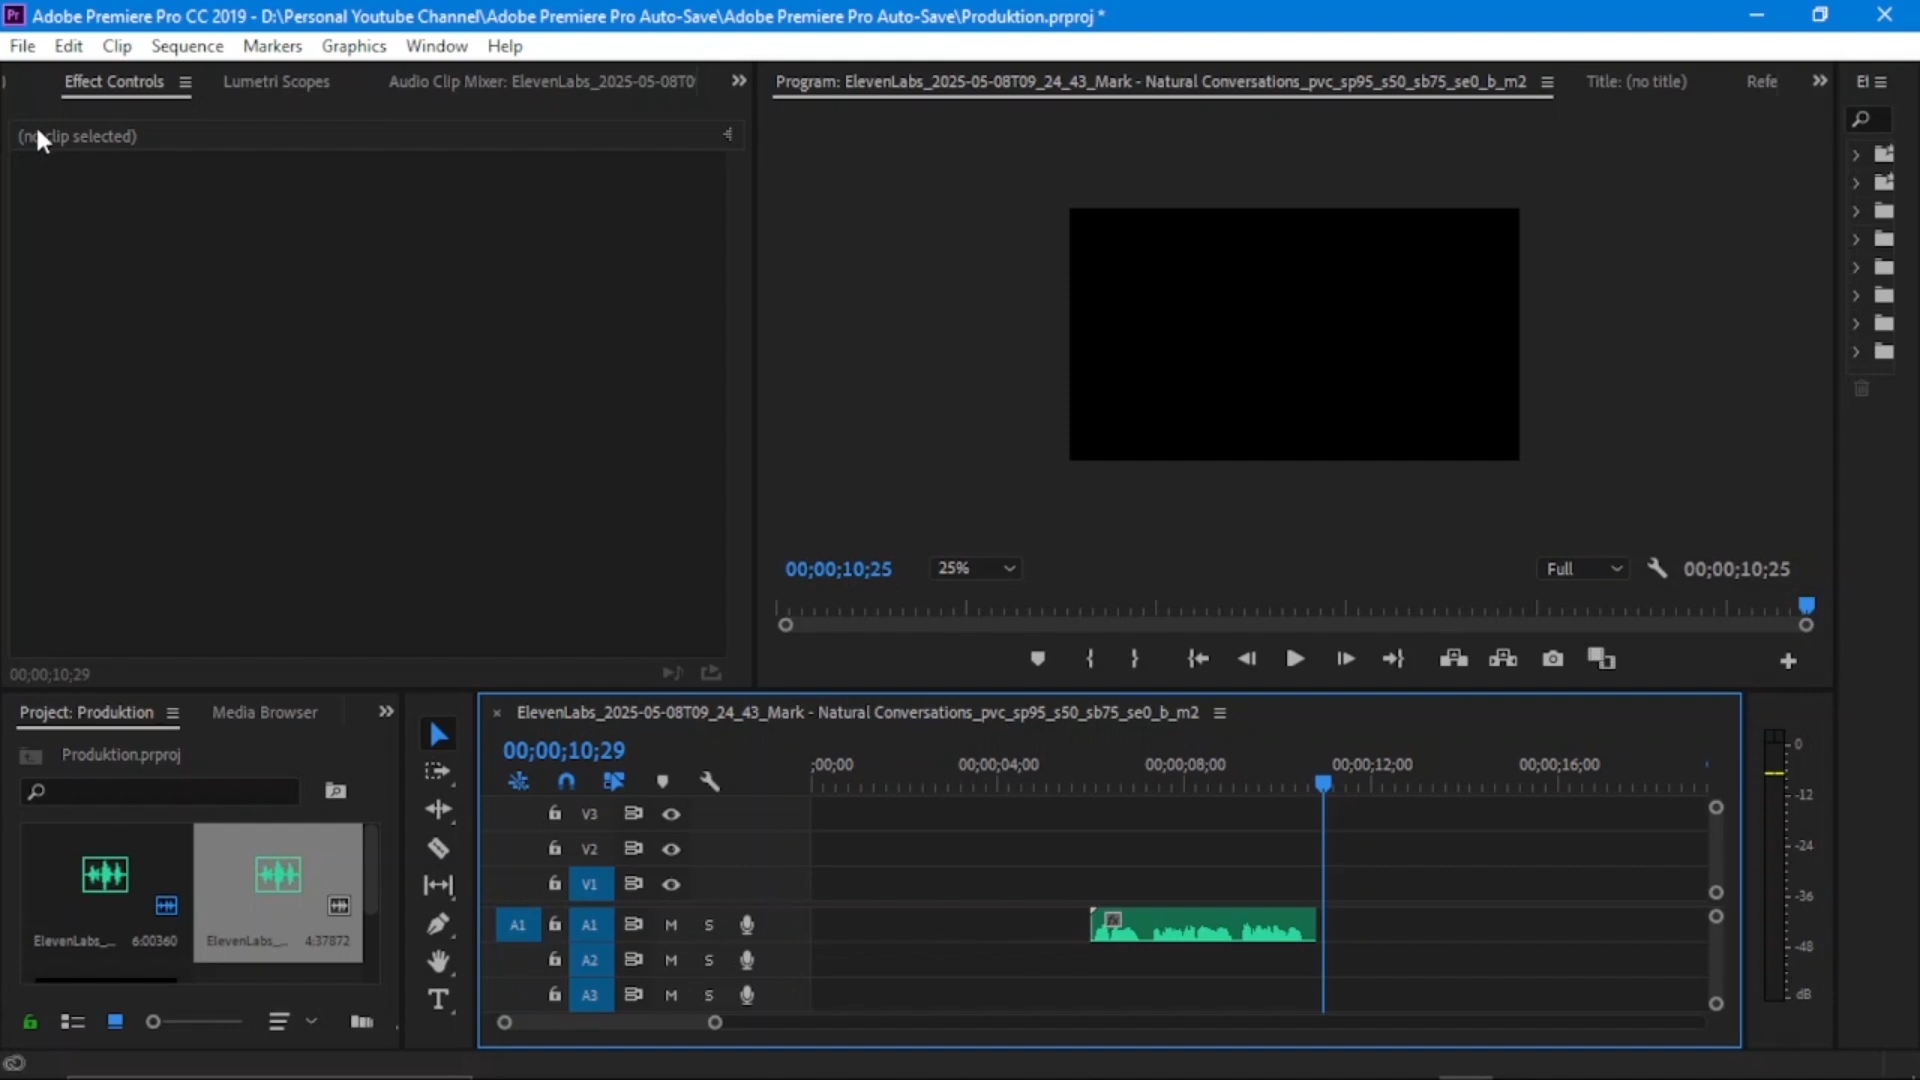 Pr Adobe Premiere Pro CC 2019 - D:\Personal Youtube Channel\Adobe Premiere Pro Auto-Save\Adobe Premiere Pro Auto-Save\Produktion.prproj *
File Edit Clip Sequence Markers Graphics Window Help
Effect Controls Lumetri Scopes Audio Clip Mixer: ElevenLabs_2025-05-08T0
Program: ElevenLabs_2025-05-08T09_24_43_Mark - Natural Conversations_pvc_sp95_s50_sb75_se0_b_m2 Title: (no title) Refe
(no clip selected)
00;00;10;25 25% Full 00;00;10;25
00;00;10;29
Project: Produktion Media Browser
Produktion.prproj
ElevenLabs_... 6:00360 ElevenLabs_... 4:37872
ElevenLabs_2025-05-08T09_24_43_Mark - Natural Conversations_pvc_sp95_s50_sb75_se0_b_m2
00;00;10;29
;00;00 00;00;04;00 00;00;08;00 00;00;12;00 00;00;16;00
V3
V2
V1
A1 A1 M S fx
A2 M S
A3 M S
T
0
-12
-24
-36
-48
dB